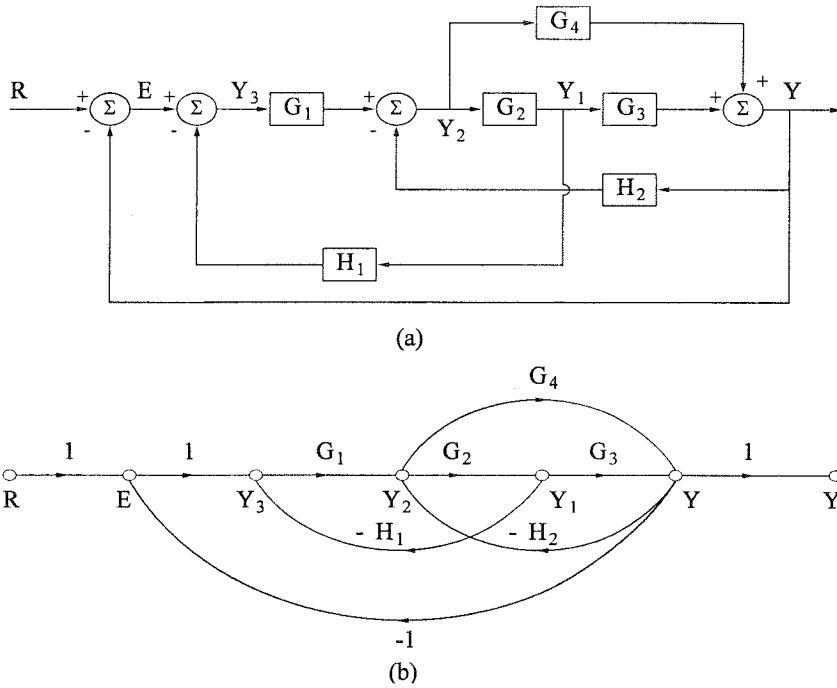 G₄
R + Σ E + Σ Y₃ G₁ + Σ Y₂ G₂ Y₁ G₃ + + Σ Y
- - -
H₂
H₁
(a)
G₄
1 1 G₁ G₂ G₃ 1
R E Y₃ Y₂ Y₁ Y Y
- H₁ - H₂
-1
(b)